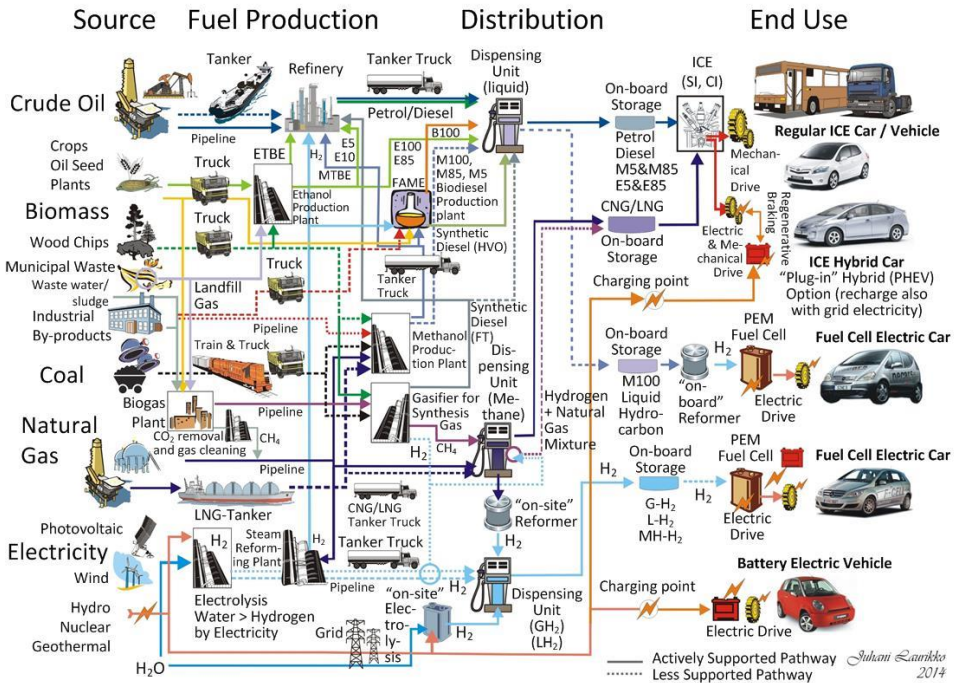 Source
Fuel Production
Distribution
End Use
Crude Oil
Tanker
Pipeline
Refinery
Tanker Truck
Petrol/Diesel
Dispensing
Unit
(liquid)
On-board
Storage
Petrol
Diesel
M5&M85
E5&E85
ICE
(SI, CI)
Mechan-
ical
Drive
Regular ICE Car / Vehicle
Crops
Oil Seed
Plants
Truck
ETBE
H2
E5
E10
MTBE
Ethanol
Production
Plant
B100
E100
E85
M100,
M85, M5
Biodiesel
Production
plant
FAME
Synthetic
Diesel (HVO)
CNG/LNG
On-board
Storage
Electric
& Me-
chanical
Drive
Regenerative
Braking
ICE Hybrid Car
"Plug-in" Hybrid (PHEV)
Option (recharge also
with grid electricity)
Biomass
Wood Chips
Truck
Municipal Waste
Waste water/
sludge
Landfill
Gas
Truck
Tanker
Truck
Charging point
Industrial
By-products
Pipeline
Train & Truck
Methanol
Produc-
tion Plant
Synthetic
Diesel
(FT)
Dis-
pensing
Unit
(Me-
thane)
On-board
Storage
M100
Liquid
Hydro-
carbon
"on-
board"
Reformer
H2
PEM
Fuel Cell
Electric
Drive
Fuel Cell Electric Car
Coal
Biogas
Plant
Pipeline
CO2 removal
and gas cleaning
CH4
Gasifier for
Synthesis
Gas
H2
CH4
Hydrogen
+ Natural
Gas
Mixture
Natural
Gas
Pipeline
LNG-Tanker
CNG/LNG
Tanker Truck
"on-site"
Reformer
H2
H2
On-board
Storage
G-H2
L-H2
MH-H2
H2
PEM
Fuel Cell
Electric
Drive
Fuel Cell Electric Car
Photovoltaic
Electricity
Wind
Hydro
Nuclear
Geothermal
H2O
H2
Electrolysis
Water > Hydrogen
by Electricity
Steam
Reform-
ing Plant
H2
Tanker Truck
Pipeline
H2
Grid
"on-site"
Elec-
tro-
ly-
sis
H2
Dispensing
Unit
(GH2)
(LH2)
Charging point
Battery Electric Vehicle
Electric Drive
Actively Supported Pathway
Less Supported Pathway
Juhani Laurikko
2014